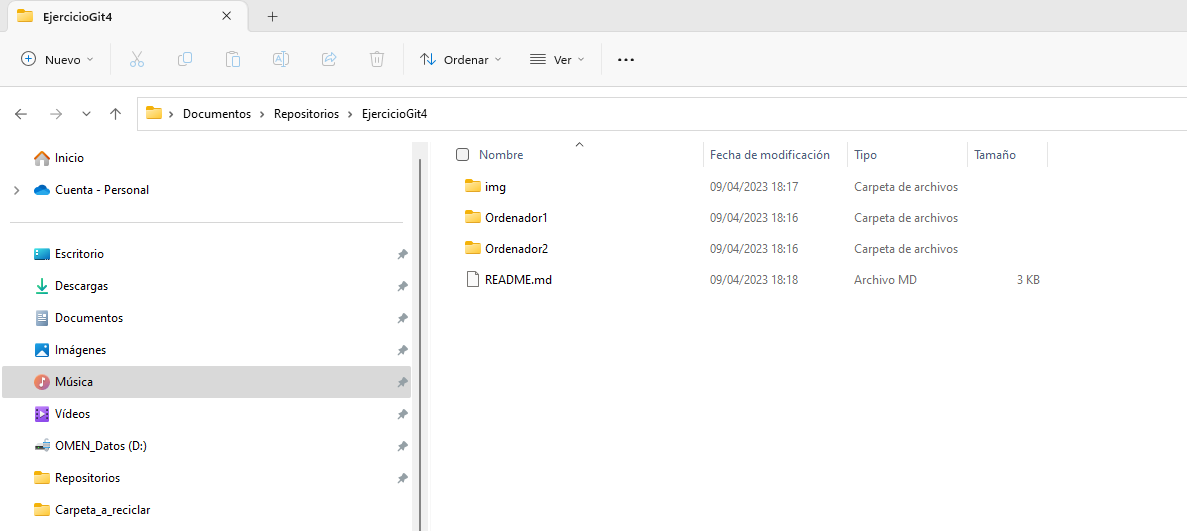 EjercicioGit4
Nuevo Ordenar Ver
Documentos Repositorios EjercicioGit4
Inicio
Cuenta - Personal
Escritorio
Descargas
Documentos
Imágenes
Música
Vídeos
OMEN_Datos (D:)
Repositorios
Carpeta_a_reciclar
Nombre Fecha de modificación Tipo Tamaño
img 09/04/2023 18:17 Carpeta de archivos
Ordenador1 09/04/2023 18:16 Carpeta de archivos
Ordenador2 09/04/2023 18:16 Carpeta de archivos
README.md 09/04/2023 18:18 Archivo MD 3 KB